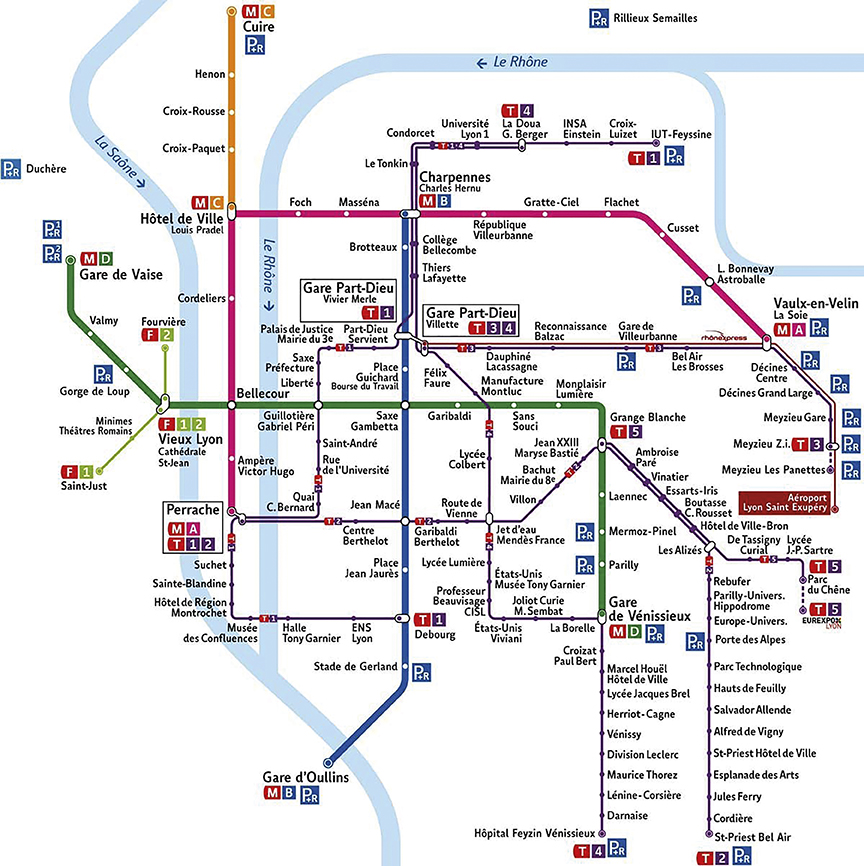 M C
Cuire
P+R
P+R
Rillieux Semailles
Henon
Croix-Rousse
Croix-Paquet
← Le Rhône
La Saône →
P+R
Duchère
T 4
La Doua
G. Berger
Université
Lyon 1
Condorcet
T 1 4
INSA
Einstein
Croix-
Luizet
IUT-Feyssine
T 1 P+R
Le Tonkin
Charpennes
Charles Hernu
M B
M C
Hôtel de Ville
Louis Pradel
Foch
Masséna
République
Villeurbanne
Gratte-Ciel
Flachet
Cusset
L. Bonnevay
Astroballe
P+R
Brotteaux
Collège
Bellecombe
Thiers
Lafayette
Le Rhône →
P1+R
P2+R
M D
Gare de Vaise
Valmy
P+R
Gorge de Loup
Fourvière
F 2
Cordeliers
Gare Part-Dieu
Vivier Merle
T 1
Gare Part-Dieu
Villette
T 3 4
Palais de Justice
Mairie du 3e
Part-Dieu
Servient
T 1
T 3
Reconnaissance
Balzac
Dauphiné
Lacassagne
Gare de
Villeurbanne
P+R
T 3
rhônexpress
Bel Air
Les Brosses
Vaulx-en-Velin
La Soie
M A P+R
Décines
Centre
P+R
Décines Grand Large
P+R
Meyzieu Gare
P+R
Meyzieu Z.i.
T 3
P+R
Meyzieu Les Panettes
P+R
Aéroport
Lyon Saint Exupéry
Saxe
Préfecture
Liberté
Place
Guichard
Bourse du Travail
Félix
Faure
Manufacture
Montluc
Monplaisir
Lumière
Bellecour
Guillotière
Gabriel Péri
Saxe
Gambetta
Garibaldi
Sans
Souci
Grange Blanche
T 5
Minimes
Théâtres Romains
F 1 2
Vieux Lyon
Cathédrale
St-Jean
F 1
Saint-Just
Ampère
Victor Hugo
Saint-André
Rue
de l'Université
Quai
C.Bernard
Lycée
Colbert
Jean XXIII
Maryse Bastié
Bachut
Mairie du 8e
T 2
Villon
Ambroise
Paré
Vinatier
Essarts-Iris
Boutasse
C.Rousset
Hôtel de Ville-Bron
Les Alizés
De Tassigny
Curial
Lycée
J.-P. Sartre
T 5
T 5
Parc
du Chêne
T 5
EUREXPO
LYON
Laennec
P+R
Mermoz-Pinel
P+R
Parilly
Perrache
M A
T 1 2
T 2
Centre
Berthelot
Jean Macé
T 2
Garibaldi
Berthelot
Route de
Vienne
Jet d'eau
Mendès France
Suchet
Sainte-Blandine
Hôtel de Région
Montrochet
Musée
des Confluences
T 1
Halle
Tony Garnier
ENS
Lyon
T 1
Debourg
Place
Jean Jaurès
Lycée Lumière
États-Unis
Musée Tony Garnier
Professeur
Beauvisage
CISL
Joliot Curie
M. Sembat
États-Unis
Viviani
La Borelle
Gare
de Vénissieux
M D P+R
Stade de Gerland
P+R
Gare d'Oullins
M B P+R
Croizat
Paul Bert
Marcel Houël
Hôtel de Ville
Lycée Jacques Brel
Herriot-Cagne
Vénissy
Division Leclerc
Maurice Thorez
Lénine-Corsière
Darnaise
Hôpital Feyzin Vénissieux
T 4 P+R
Rebufer
Parilly-Univers.
Hippodrome
Europe-Univers.
P+R
Porte des Alpes
Parc Technologique
Hauts de Feuilly
Salvador Allende
Alfred de Vigny
St-Priest Hôtel de Ville
Esplanade des Arts
Jules Ferry
Cordière
St-Priest Bel Air
T 2 P+R